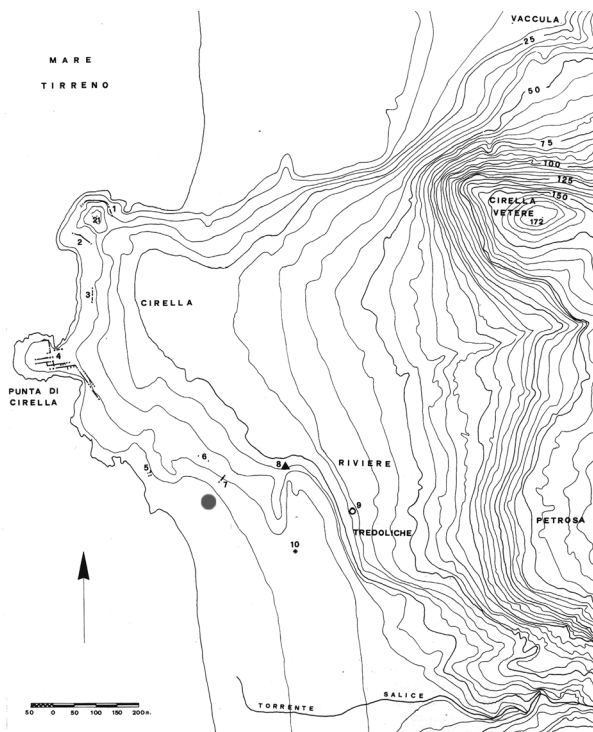 VACCULA
25
MARE
TIRRENO
50
75
100
125
150
CIRELLA
VETERE
172
1
21
2
3
CIRELLA
4
PUNTA DI
CIRELLA
6
5
7
8
RIVIERE
9
TREDOLICHE
PETROSA
10
SALICE
TORRENTE
50 0 50 100 150 200 m.